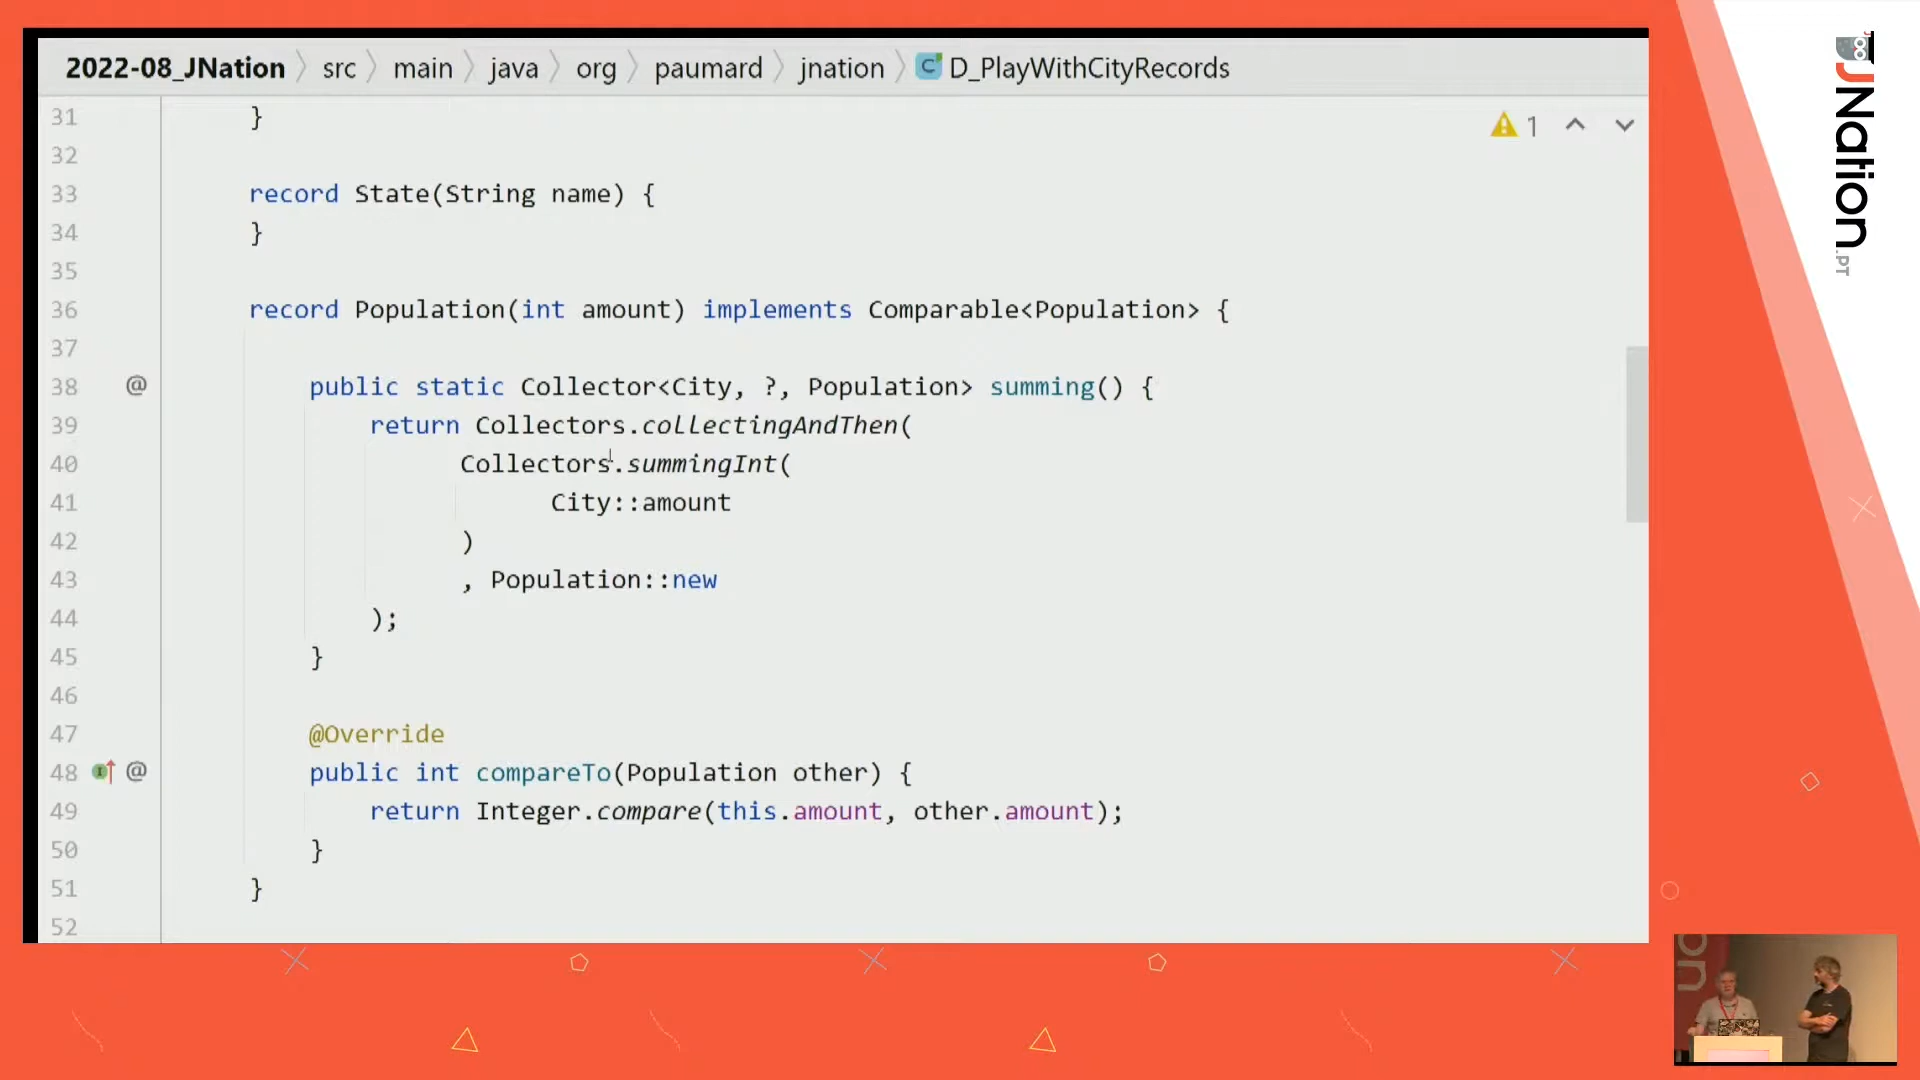 2022-08_JNation src main java org paumard jnation D_PlayWithCityRecords
1
31 }
32
33 record State(String name) {
34 }
35
36 record Population(int amount) implements Comparable<Population> {
37
38 @ public static Collector<City, ?, Population> summing() {
39 return Collectors.collectingAndThen(
40 Collectors.summingInt(
41 City::amount
42 )
43 , Population::new
44 );
45 }
46
47 @Override
48 @ public int compareTo(Population other) {
49 return Integer.compare(this.amount, other.amount);
50 }
51 }
52
JNation.PT